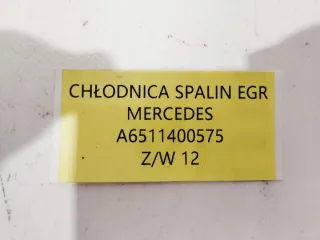 CHŁODNICA SPALIN EGR
MERCEDES
A6511400575
Z/W 12